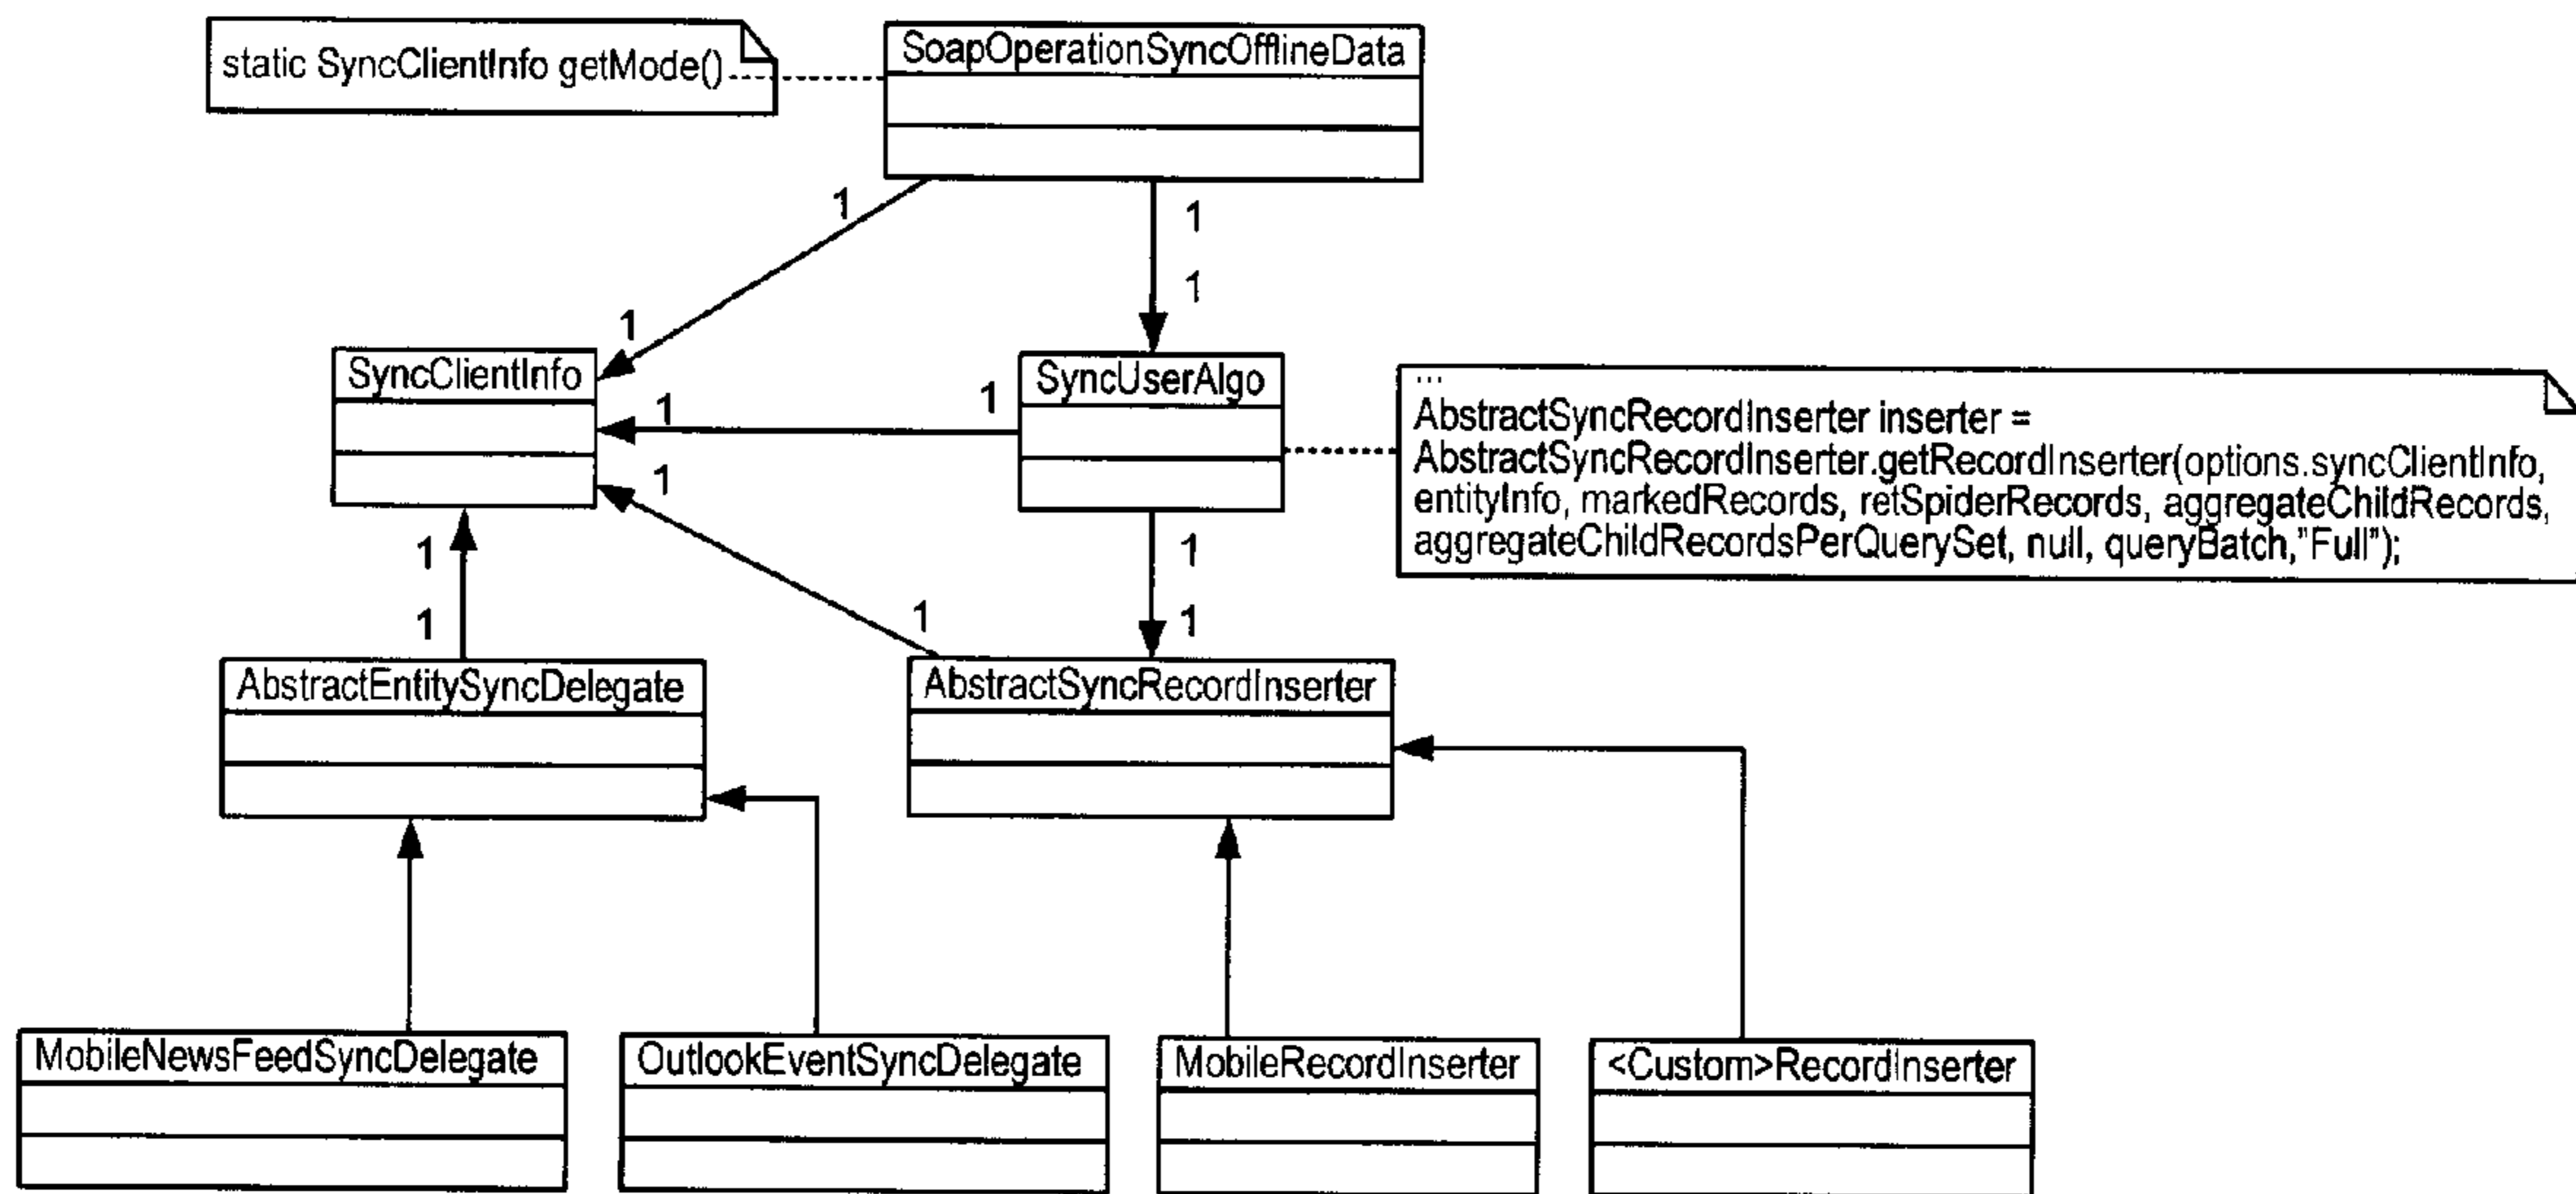 static SyncClientInfo getMode()
SoapOperationSyncOfflineData
1
1
1
1
SyncClientInfo
SyncUserAlgo
1
1
...
AbstractSyncRecordInserter inserter =
AbstractSyncRecordInserter.getRecordInserter(options.syncClientInfo,
entityInfo, markedRecords, retSpiderRecords, aggregateChildRecords,
aggregateChildRecordsPerQuerySet, null, queryBatch,"Full");
1
1
1
1
1
1
AbstractEntitySyncDelegate
AbstractSyncRecordInserter
MobileNewsFeedSyncDelegate
OutlookEventSyncDelegate
MobileRecordInserter
<Custom>RecordInserter